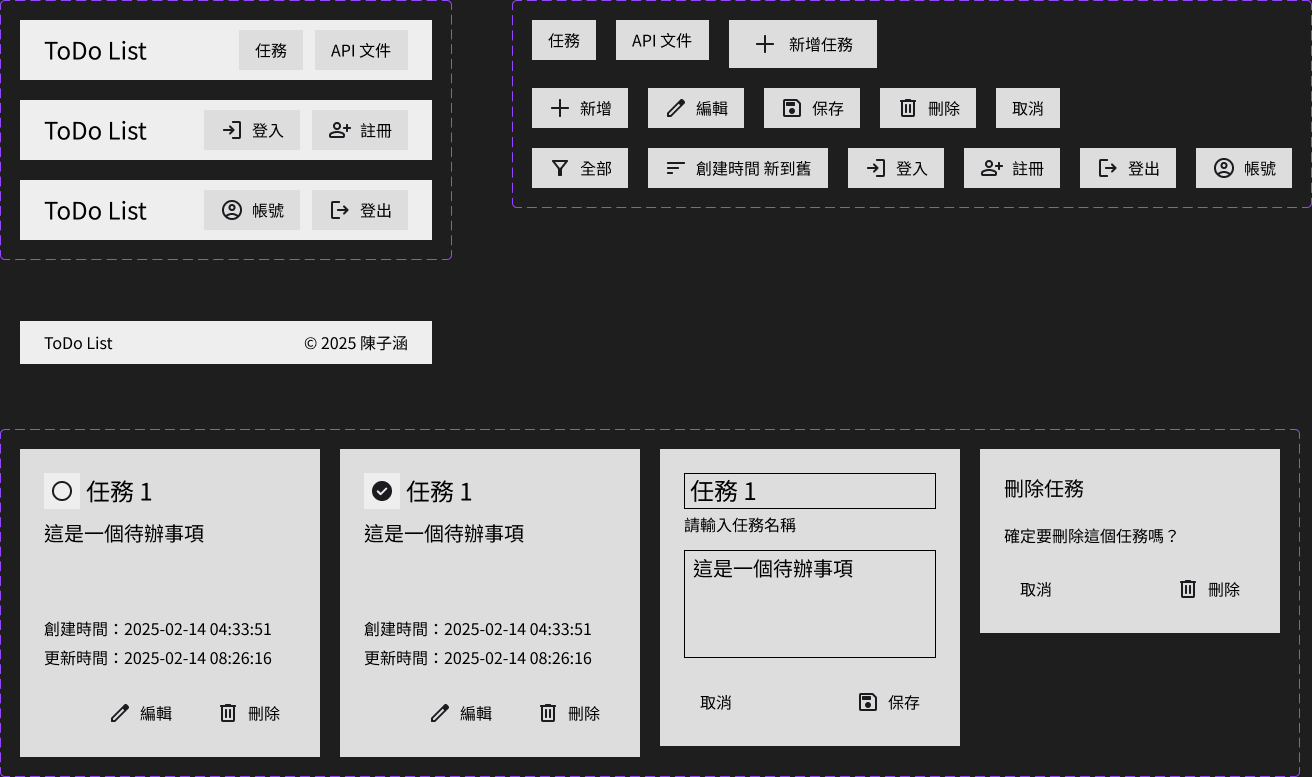 ToDo List 任務 API 文件
ToDo List 登入 註冊
ToDo List 帳號 登出
任務 API 文件 新增任務
新增 編輯 保存 刪除 取消
全部 創建時間 新到舊 登入 註冊 登出 帳號
ToDo List © 2025 陳子涵
任務 1
這是一個待辦事項
創建時間：2025-02-14 04:33:51
更新時間：2025-02-14 08:26:16
編輯 刪除
任務 1
這是一個待辦事項
創建時間：2025-02-14 04:33:51
更新時間：2025-02-14 08:26:16
編輯 刪除
任務 1
請輸入任務名稱
這是一個待辦事項
取消 保存
刪除任務
確定要刪除這個任務嗎？
取消 刪除